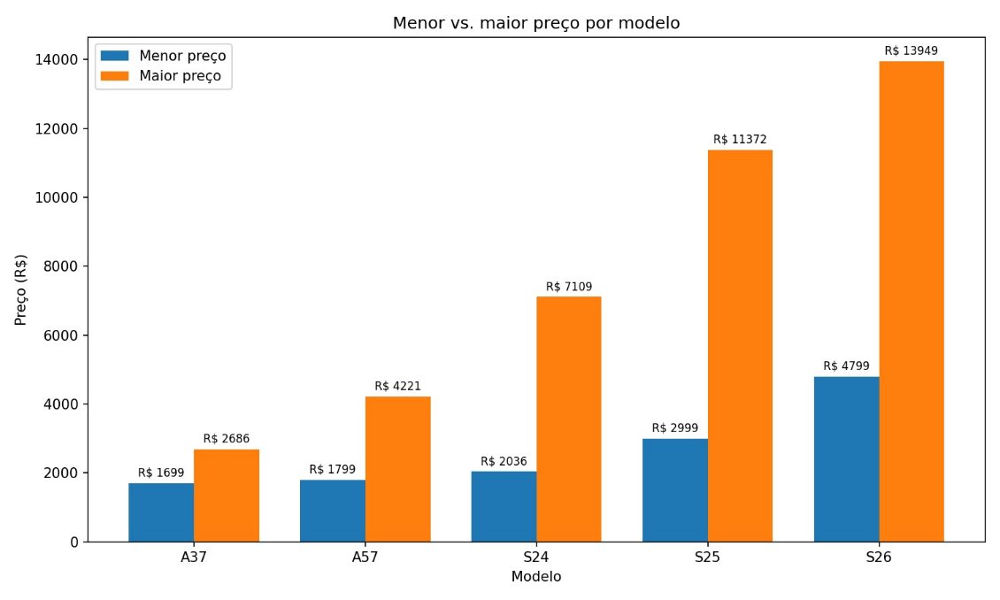 Menor vs. maior preço por modelo
Menor preço
Maior preço
Preço (R$)
14000
12000
10000
8000
6000
4000
2000
0
R$ 1699
R$ 2686
R$ 1799
R$ 4221
R$ 2036
R$ 7109
R$ 2999
R$ 11372
R$ 4799
R$ 13949
A37
A57
S24
S25
S26
Modelo